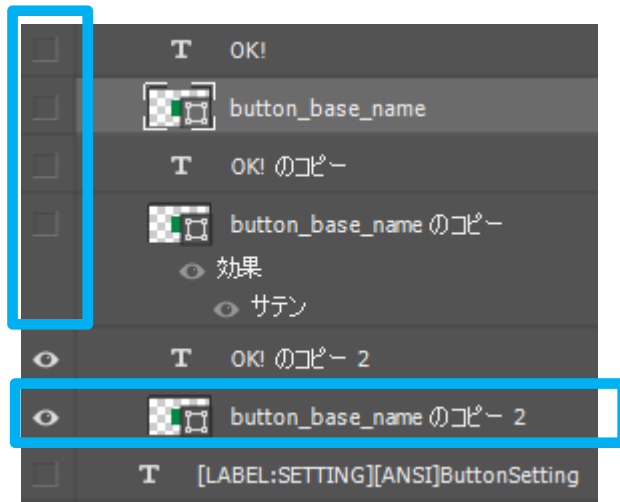 T OK!
button_base_name
T OK! のコピー
button_base_name のコピー
効果
サテン
T OK! のコピー 2
button_base_name のコピー 2
T [LABEL:SETTING][ANSI]ButtonSetting